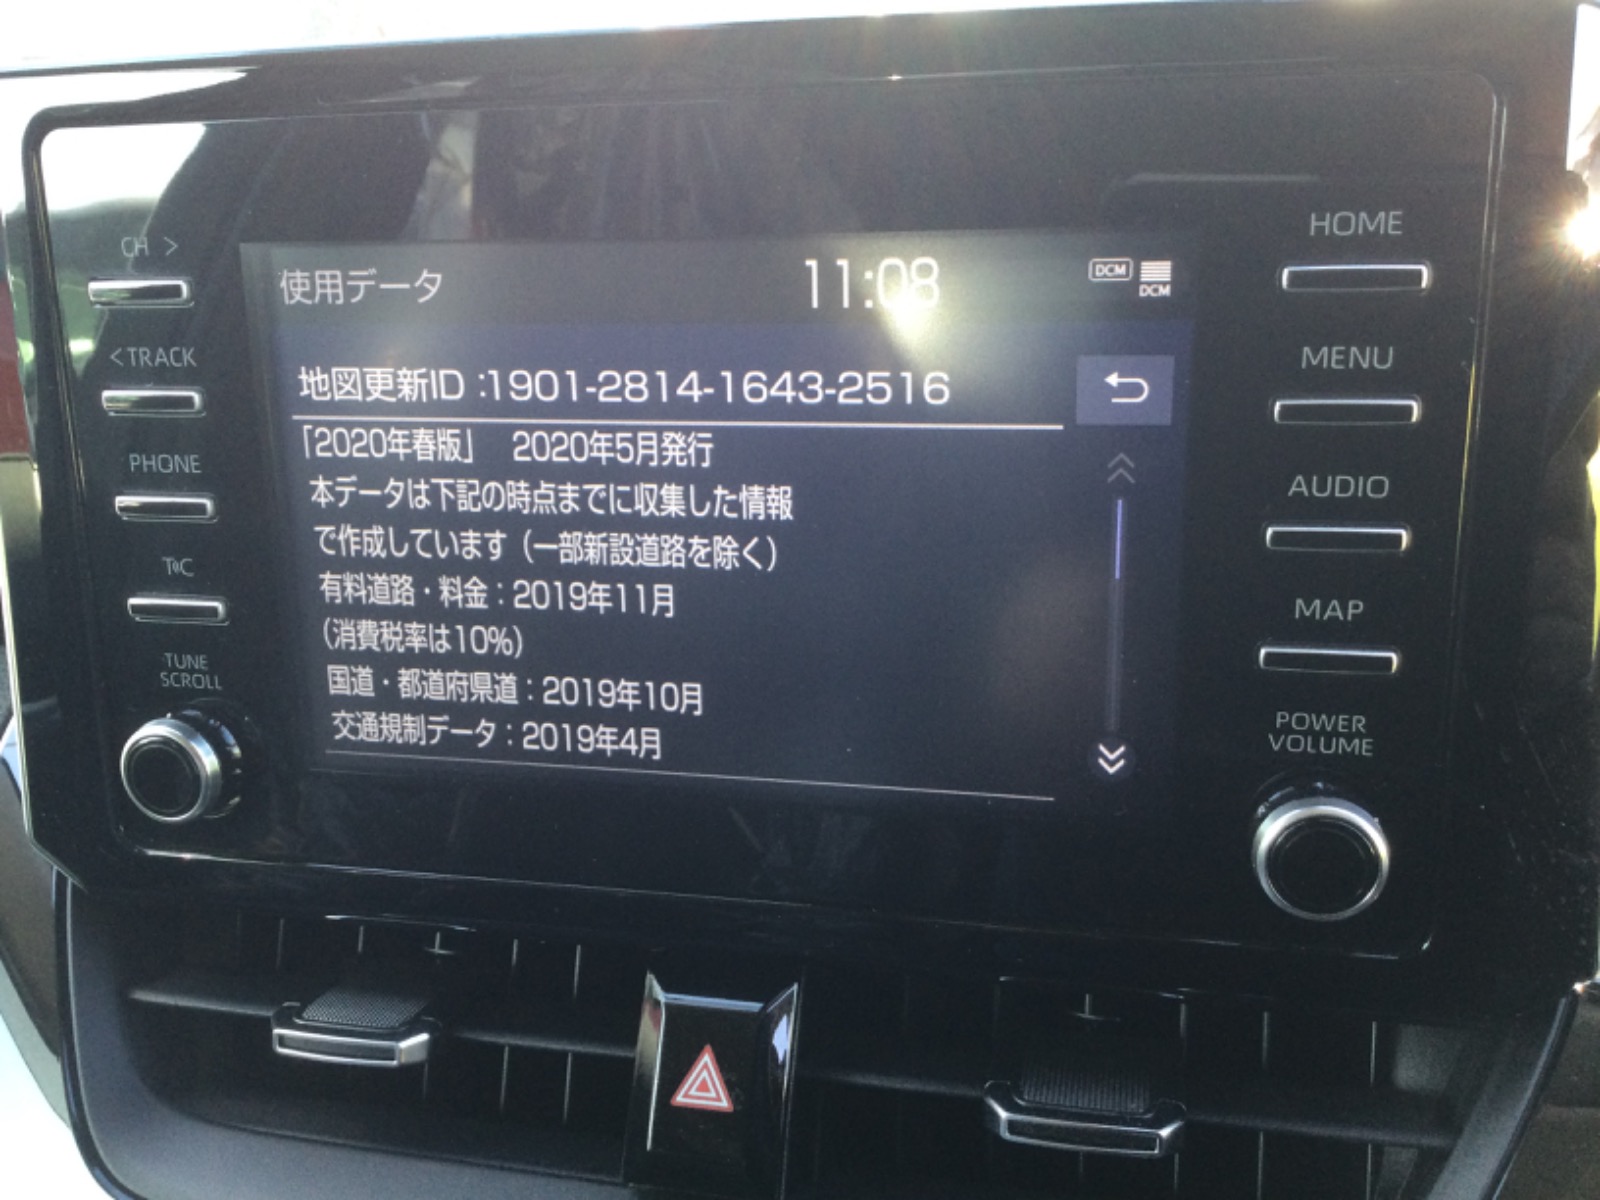 CH >
<TRACK
PHONE
TUNE
SCROLL
使用データ
11:08
DCM
DCM
地図更新ID:1901-2814-1643-2516
「2020年春版」 2020年5月発行
本データは下記の時点までに収集した情報
で作成しています（一部新設道路を除く）
有料道路・料金：2019年11月
（消費税率は10%）
国道・都道府県道：2019年10月
交通規制データ：2019年4月
HOME
MENU
AUDIO
MAP
POWER
VOLUME